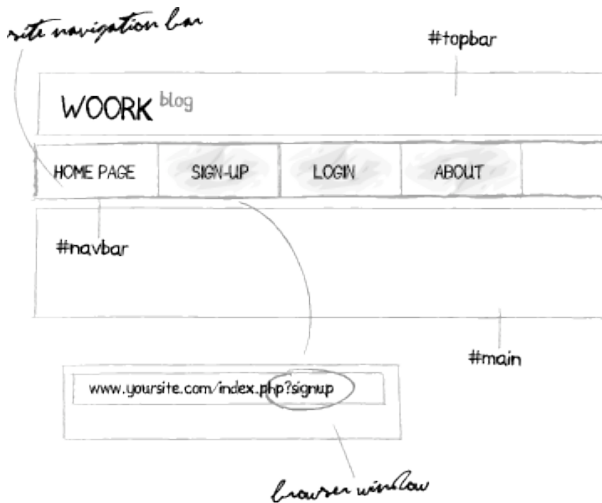 site navigation bar
#topbar
WOORK blog
HOME PAGE SIGN-UP LOGIN ABOUT
#navbar
#main
www.yoursite.com/index.php?signup
browser window